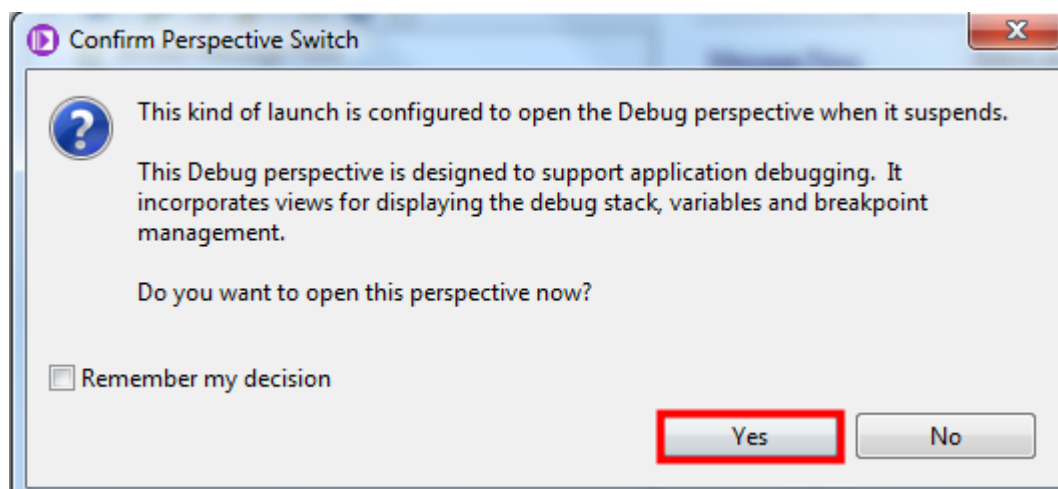 Confirm Perspective Switch
This kind of launch is configured to open the Debug perspective when it suspends.
This Debug perspective is designed to support application debugging. It
incorporates views for displaying the debug stack, variables and breakpoint
management.
Do you want to open this perspective now?
Remember my decision
Yes No